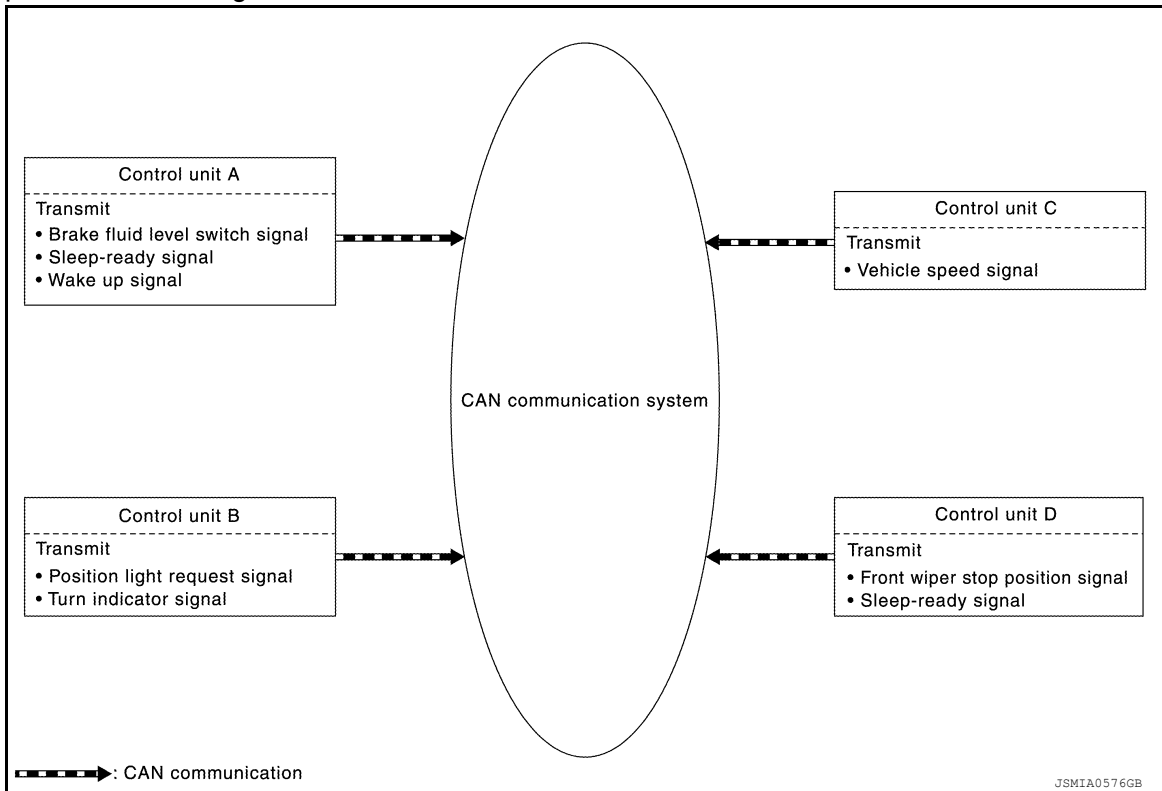 Control unit A
Transmit
• Brake fluid level switch signal
• Sleep-ready signal
• Wake up signal
Control unit C
Transmit
• Vehicle speed signal
CAN communication system
Control unit B
Transmit
• Position light request signal
• Turn indicator signal
Control unit D
Transmit
• Front wiper stop position signal
• Sleep-ready signal
: CAN communication
JSMIA0576GB